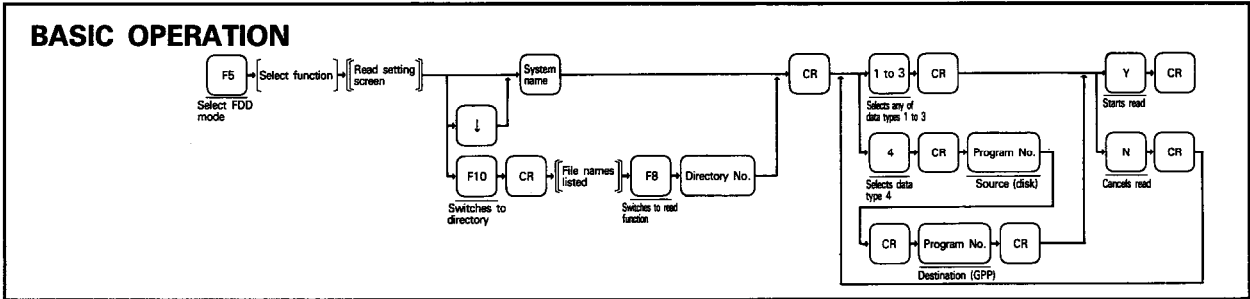 BASIC OPERATION
F5
Select FDD
mode
Select function
Read setting
screen
System
name
↓
F10
Switches to
directory
CR
File names
listed
F8
Switches to read
function
Directory No.
CR
1 to 3
Selects any of
data types 1 to 3
CR
4
Selects data
type 4
CR
Program No.
Source (disk)
CR
Program No.
Destination (GPP)
CR
Y
Starts read
CR
N
Cancels read
CR